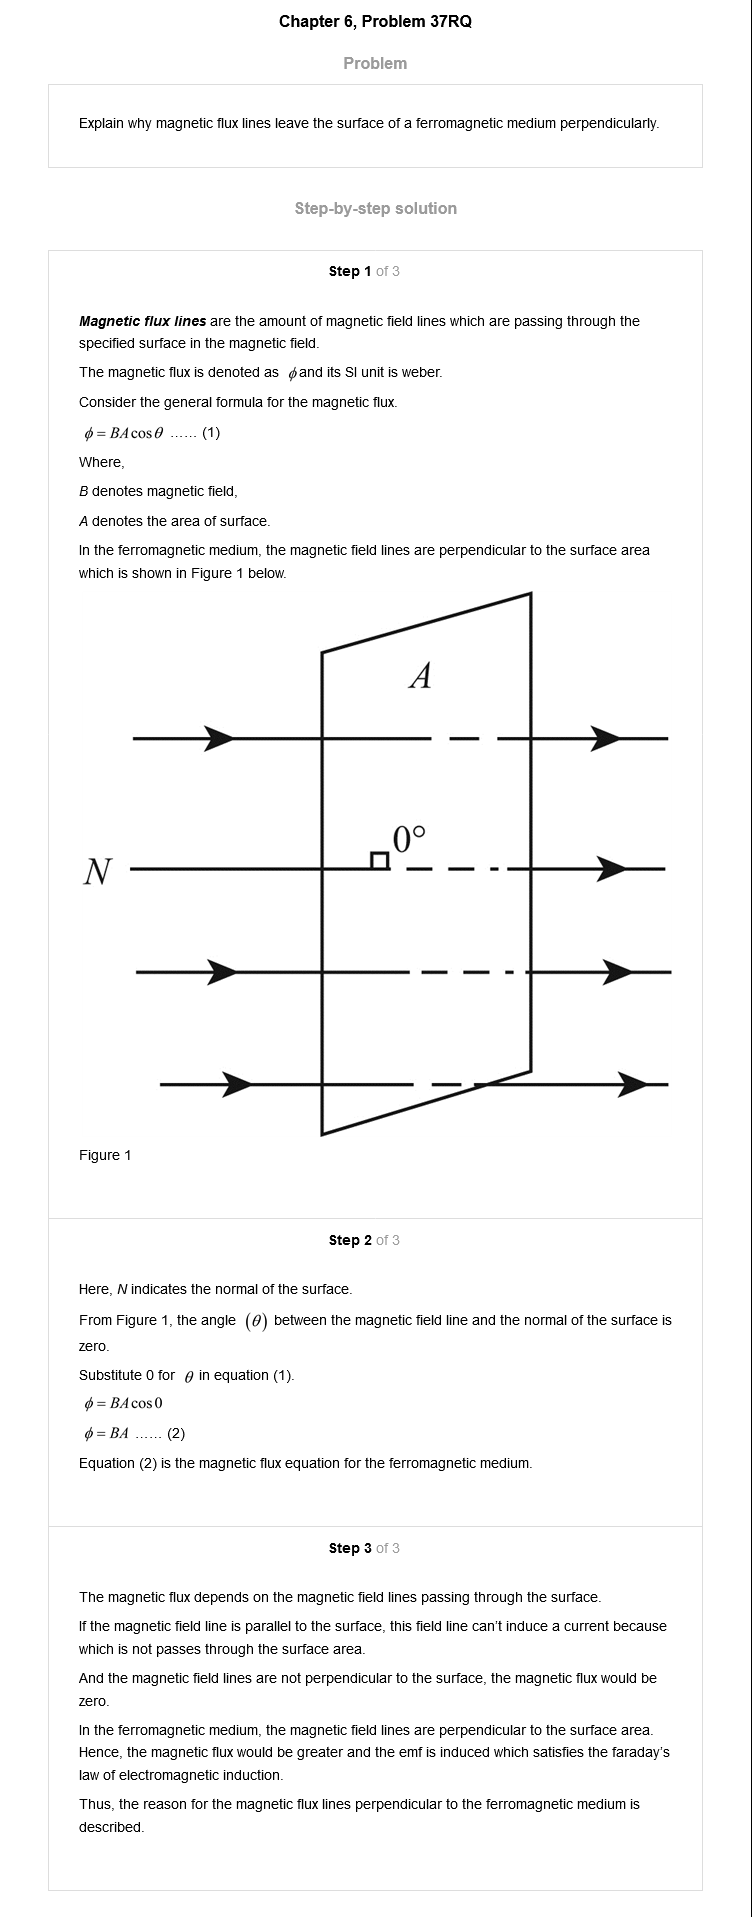 Chapter 6, Problem 37RQ
Problem
Explain why magnetic flux lines leave the surface of a ferromagnetic medium perpendicularly.
Step-by-step solution
Step 1 of 3
Magnetic flux lines are the amount of magnetic field lines which are passing through the
specified surface in the magnetic field.
The magnetic flux is denoted as ϕ and its SI unit is weber.
Consider the general formula for the magnetic flux.
ϕ = BA cos θ ...... (1)
Where,
B denotes magnetic field,
A denotes the area of surface.
In the ferromagnetic medium, the magnetic field lines are perpendicular to the surface area
which is shown in Figure 1 below.
A
0°
N
Figure 1
Step 2 of 3
Here, N indicates the normal of the surface.
From Figure 1, the angle (θ) between the magnetic field line and the normal of the surface is
zero.
Substitute 0 for θ in equation (1).
ϕ = BA cos 0
ϕ = BA ...... (2)
Equation (2) is the magnetic flux equation for the ferromagnetic medium.
Step 3 of 3
The magnetic flux depends on the magnetic field lines passing through the surface.
If the magnetic field line is parallel to the surface, this field line can't induce a current because
which is not passes through the surface area.
And the magnetic field lines are not perpendicular to the surface, the magnetic flux would be
zero.
In the ferromagnetic medium, the magnetic field lines are perpendicular to the surface area.
Hence, the magnetic flux would be greater and the emf is induced which satisfies the faraday's
law of electromagnetic induction.
Thus, the reason for the magnetic flux lines perpendicular to the ferromagnetic medium is
described.